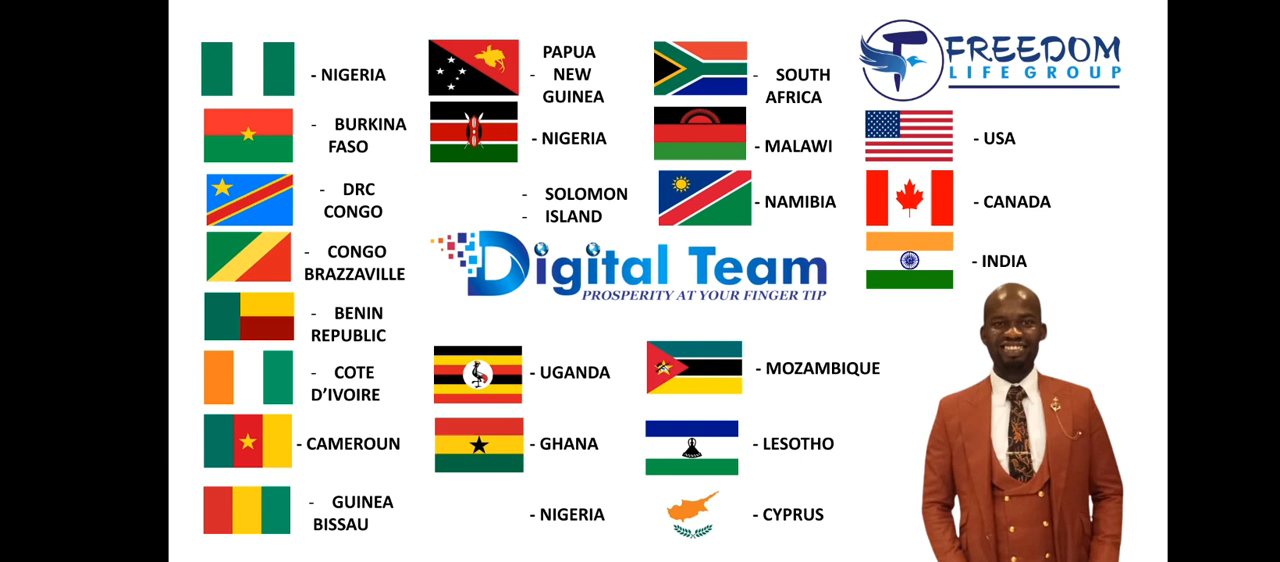 - NIGERIA
- BURKINA
FASO
- DRC
CONGO
- CONGO
BRAZZAVILLE
- BENIN
REPUBLIC
- COTE
D’IVOIRE
- CAMEROUN
- GUINEA
BISSAU
PAPUA
- NEW
GUINEA
- NIGERIA
- SOLOMON
- ISLAND
Digital Team
PROSPERITY AT YOUR FINGER TIP
- UGANDA
- GHANA
- NIGERIA
- SOUTH
AFRICA
- MALAWI
- NAMIBIA
- MOZAMBIQUE
- LESOTHO
- CYPRUS
FREEDOM
LIFE GROUP
- USA
- CANADA
- INDIA